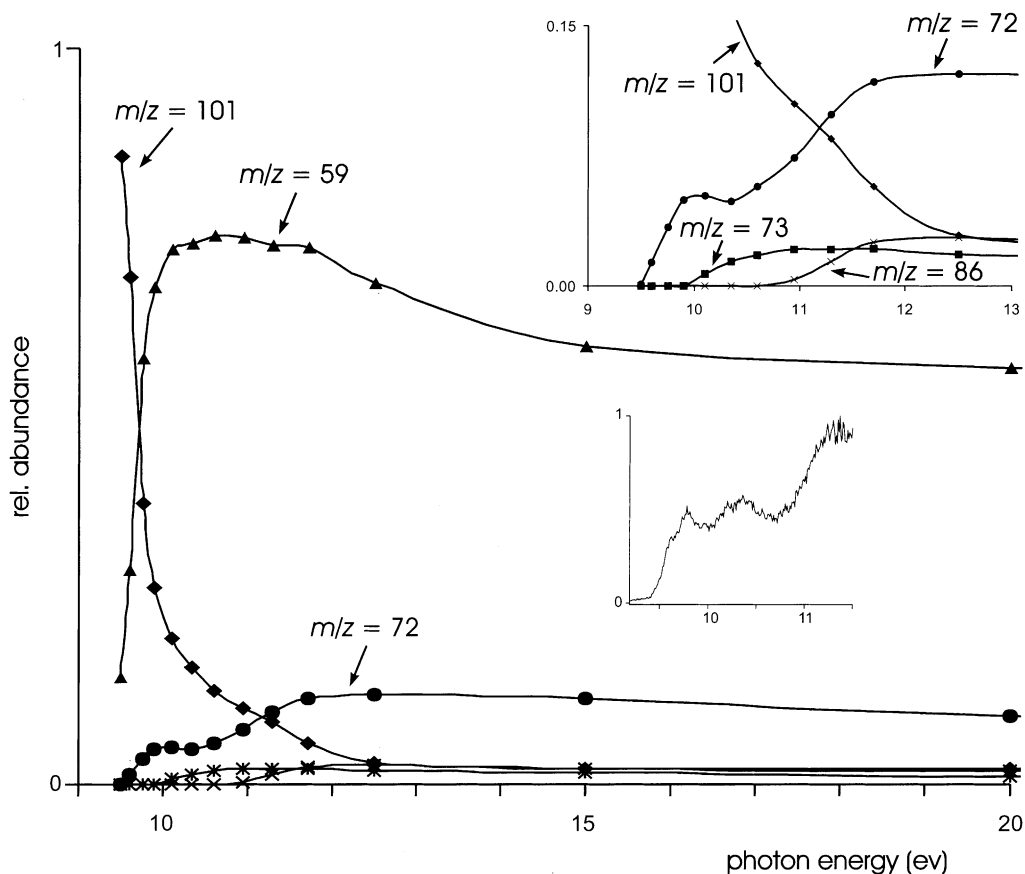 1
m/z = 101
m/z = 59
m/z = 72
rel. abundance
0
10
15
20
photon energy (ev)
0.15
m/z = 72
m/z = 101
m/z = 73
m/z = 86
0.00
9
10
11
12
13
1
0
10
11